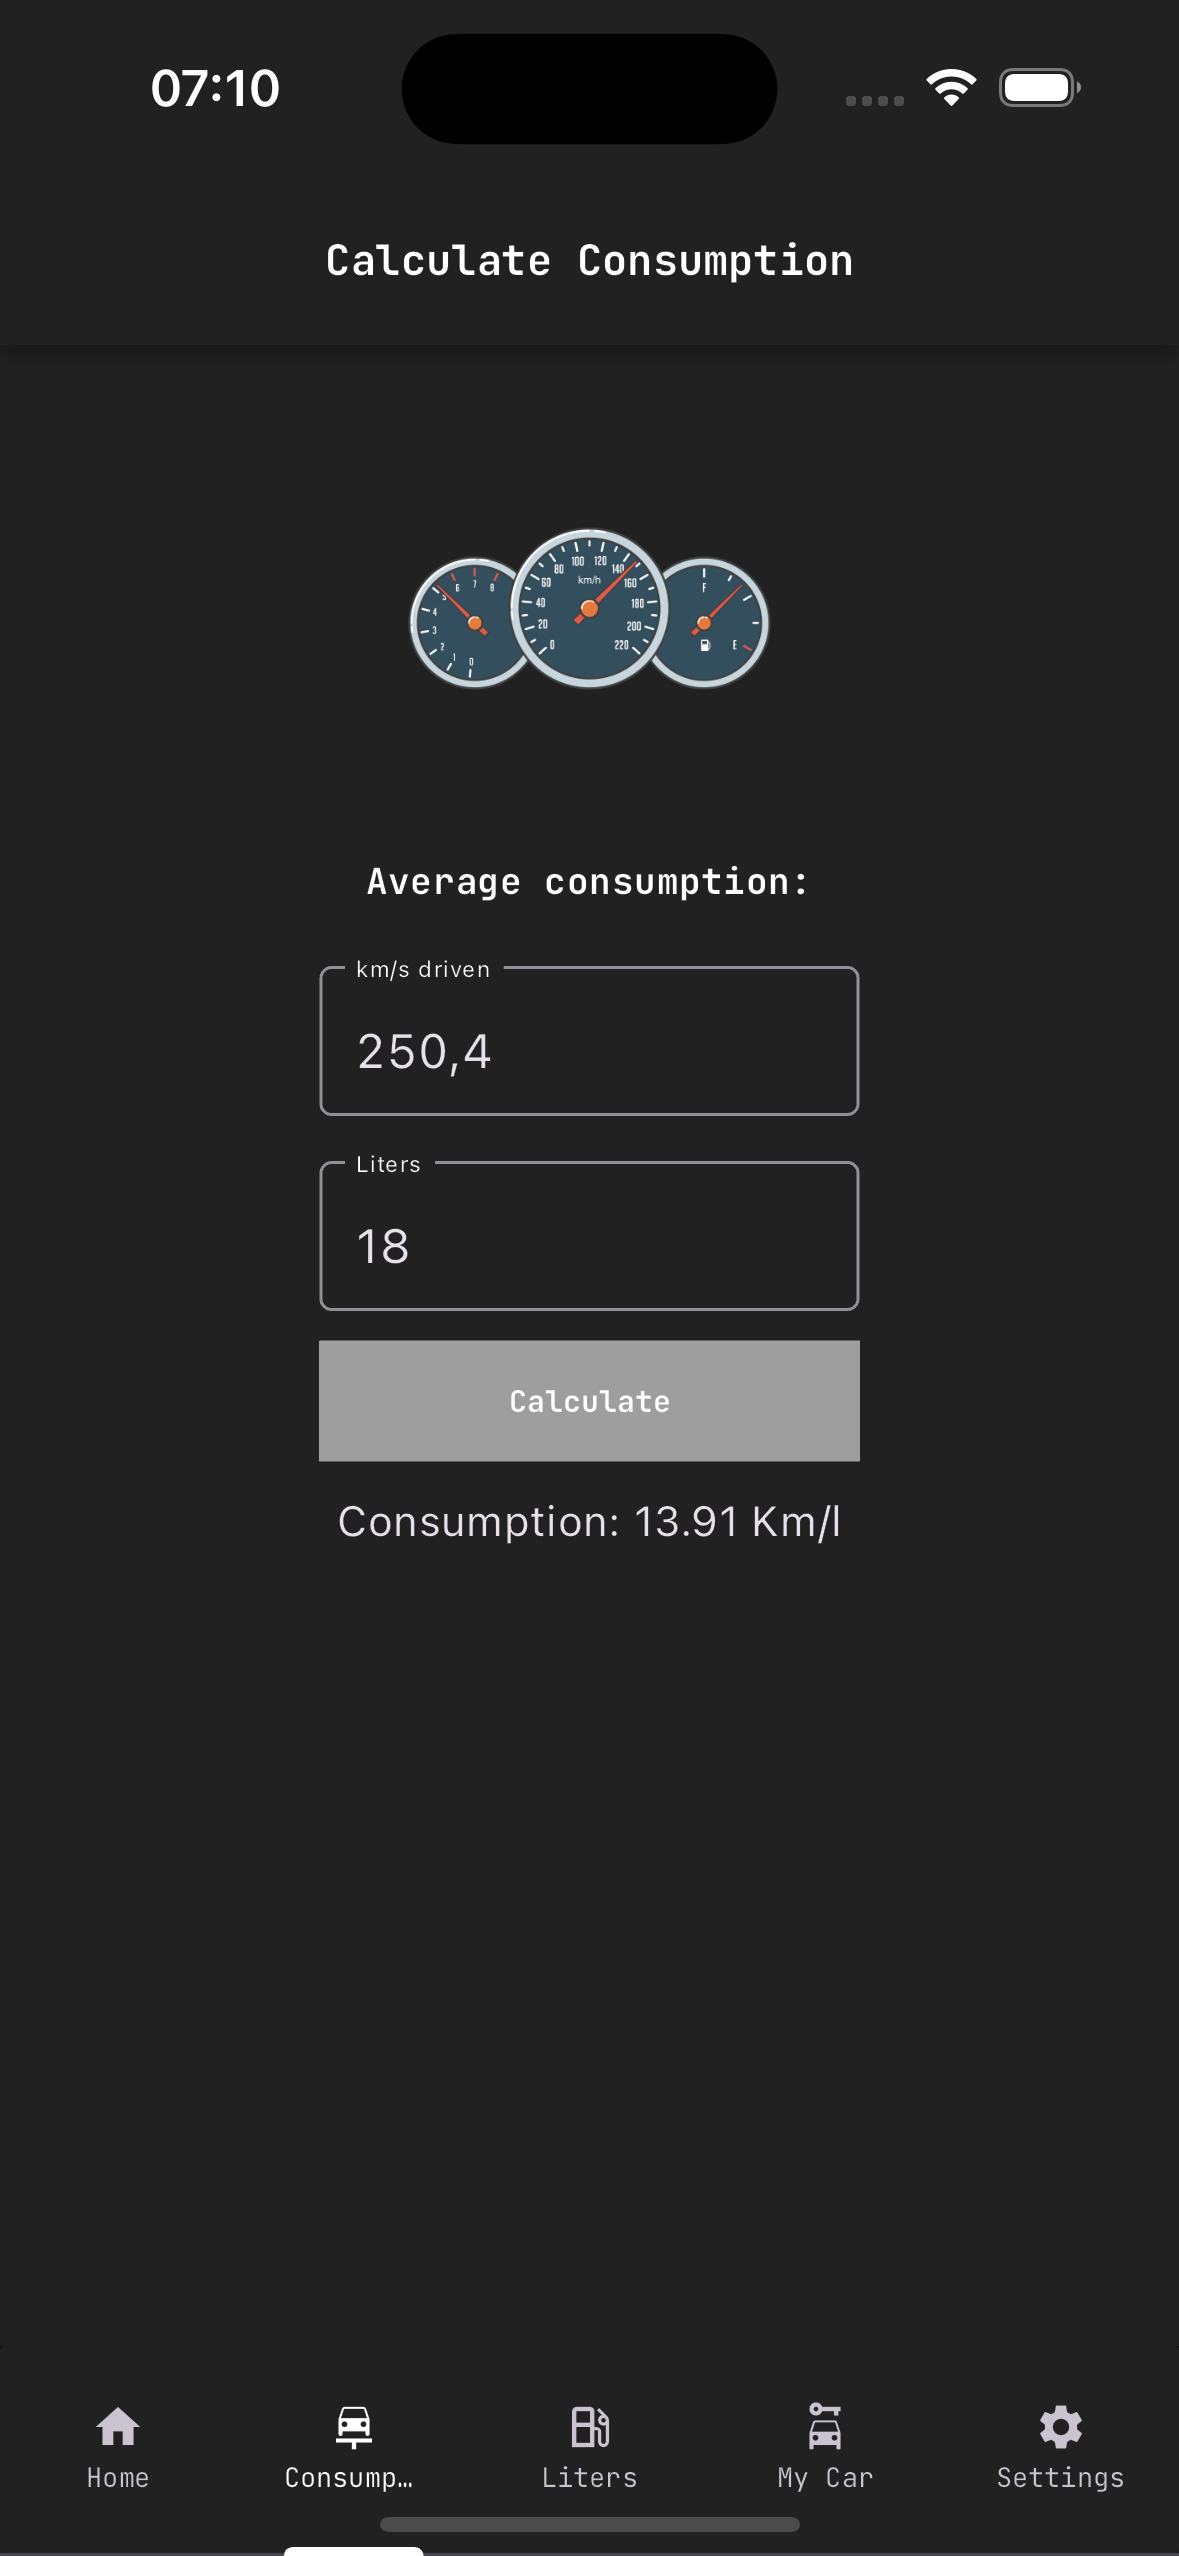 07:10
Calculate Consumption
0 1 2 3 4 5 6 7 8
0 20 40 60 80 100 120 140 160 180 200 220
km/h
F
E
Average consumption:
km/s driven
250,4
Liters
18
Calculate
Consumption: 13.91 Km/l
Home Consump… Liters My Car Settings